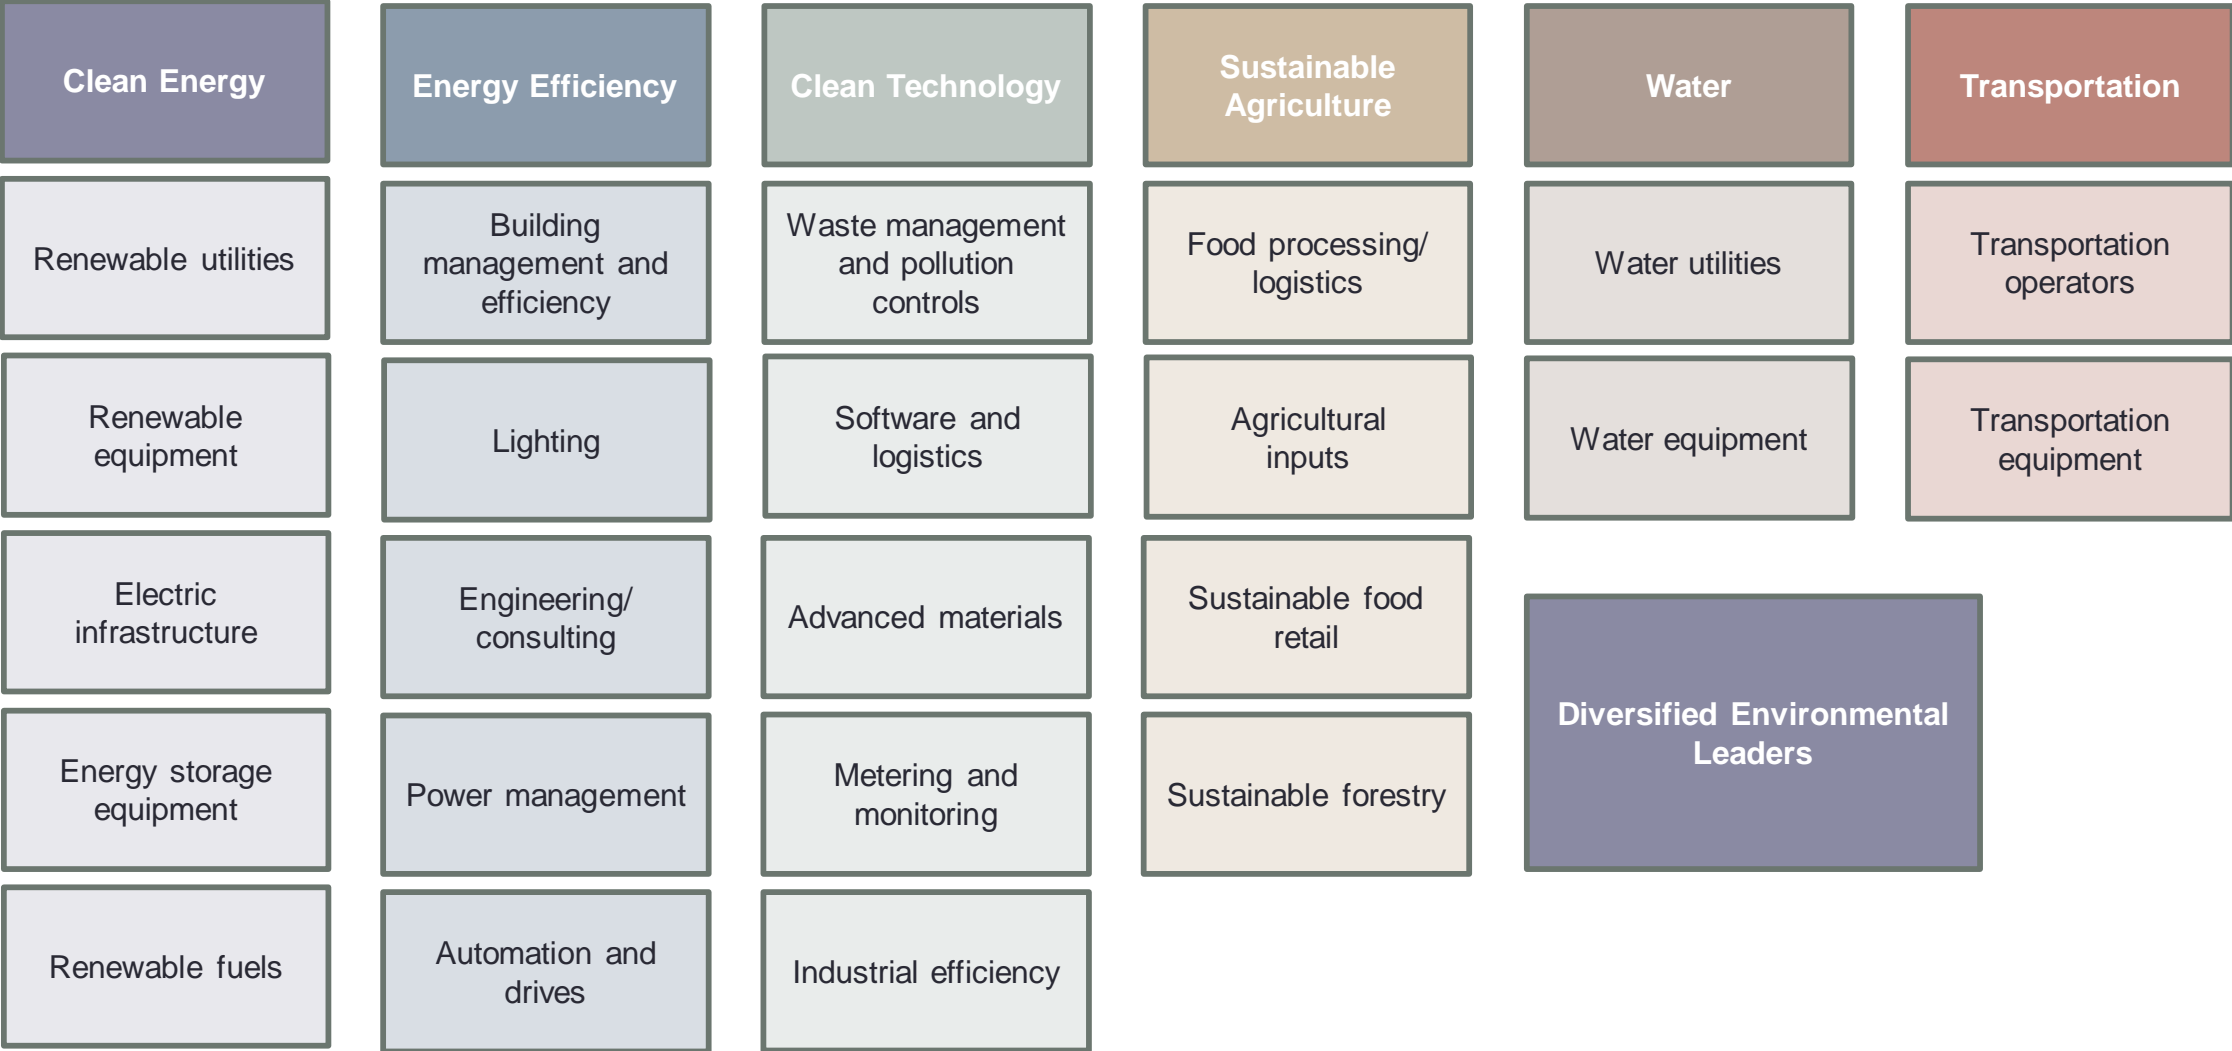 Clean Energy
Energy Efficiency
Clean Technology
Sustainable
Agriculture
Water
Transportation
Renewable utilities
Building
management and
efficiency
Waste management
and pollution
controls
Food processing/
logistics
Water utilities
Transportation
operators
Renewable
equipment
Lighting
Software and
logistics
Agricultural
inputs
Water equipment
Transportation
equipment
Electric
infrastructure
Engineering/
consulting
Advanced materials
Sustainable food
retail
Diversified Environmental
Leaders
Energy storage
equipment
Power management
Metering and
monitoring
Sustainable forestry
Renewable fuels
Automation and
drives
Industrial efficiency